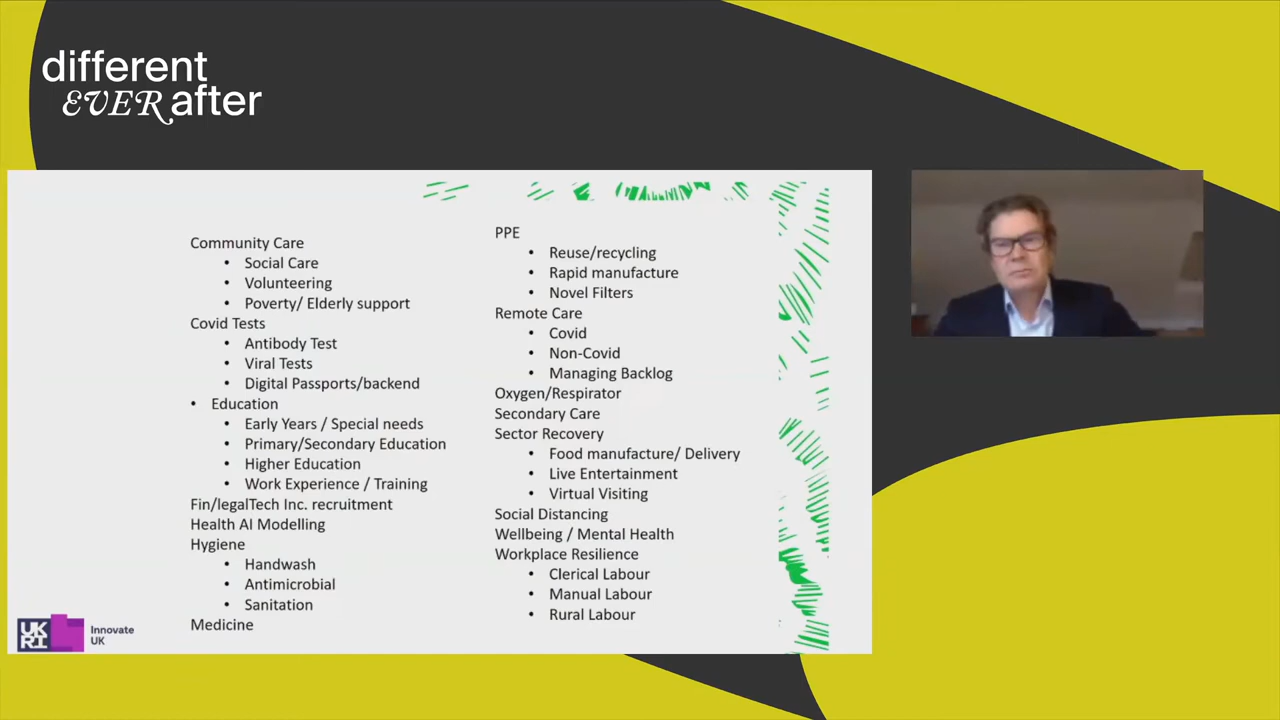 different
EVER after
Community Care
• Social Care
• Volunteering
• Poverty/ Elderly support
Covid Tests
• Antibody Test
• Viral Tests
• Digital Passports/backend
• Education
• Early Years / Special needs
• Primary/Secondary Education
• Higher Education
• Work Experience / Training
Fin/legalTech Inc. recruitment
Health AI Modelling
Hygiene
• Handwash
• Antimicrobial
• Sanitation
Medicine
PPE
• Reuse/recycling
• Rapid manufacture
• Novel Filters
Remote Care
• Covid
• Non-Covid
• Managing Backlog
Oxygen/Respirator
Secondary Care
Sector Recovery
• Food manufacture/ Delivery
• Live Entertainment
• Virtual Visiting
Social Distancing
Wellbeing / Mental Health
Workplace Resilience
• Clerical Labour
• Manual Labour
• Rural Labour
UK
RI
Innovate
UK